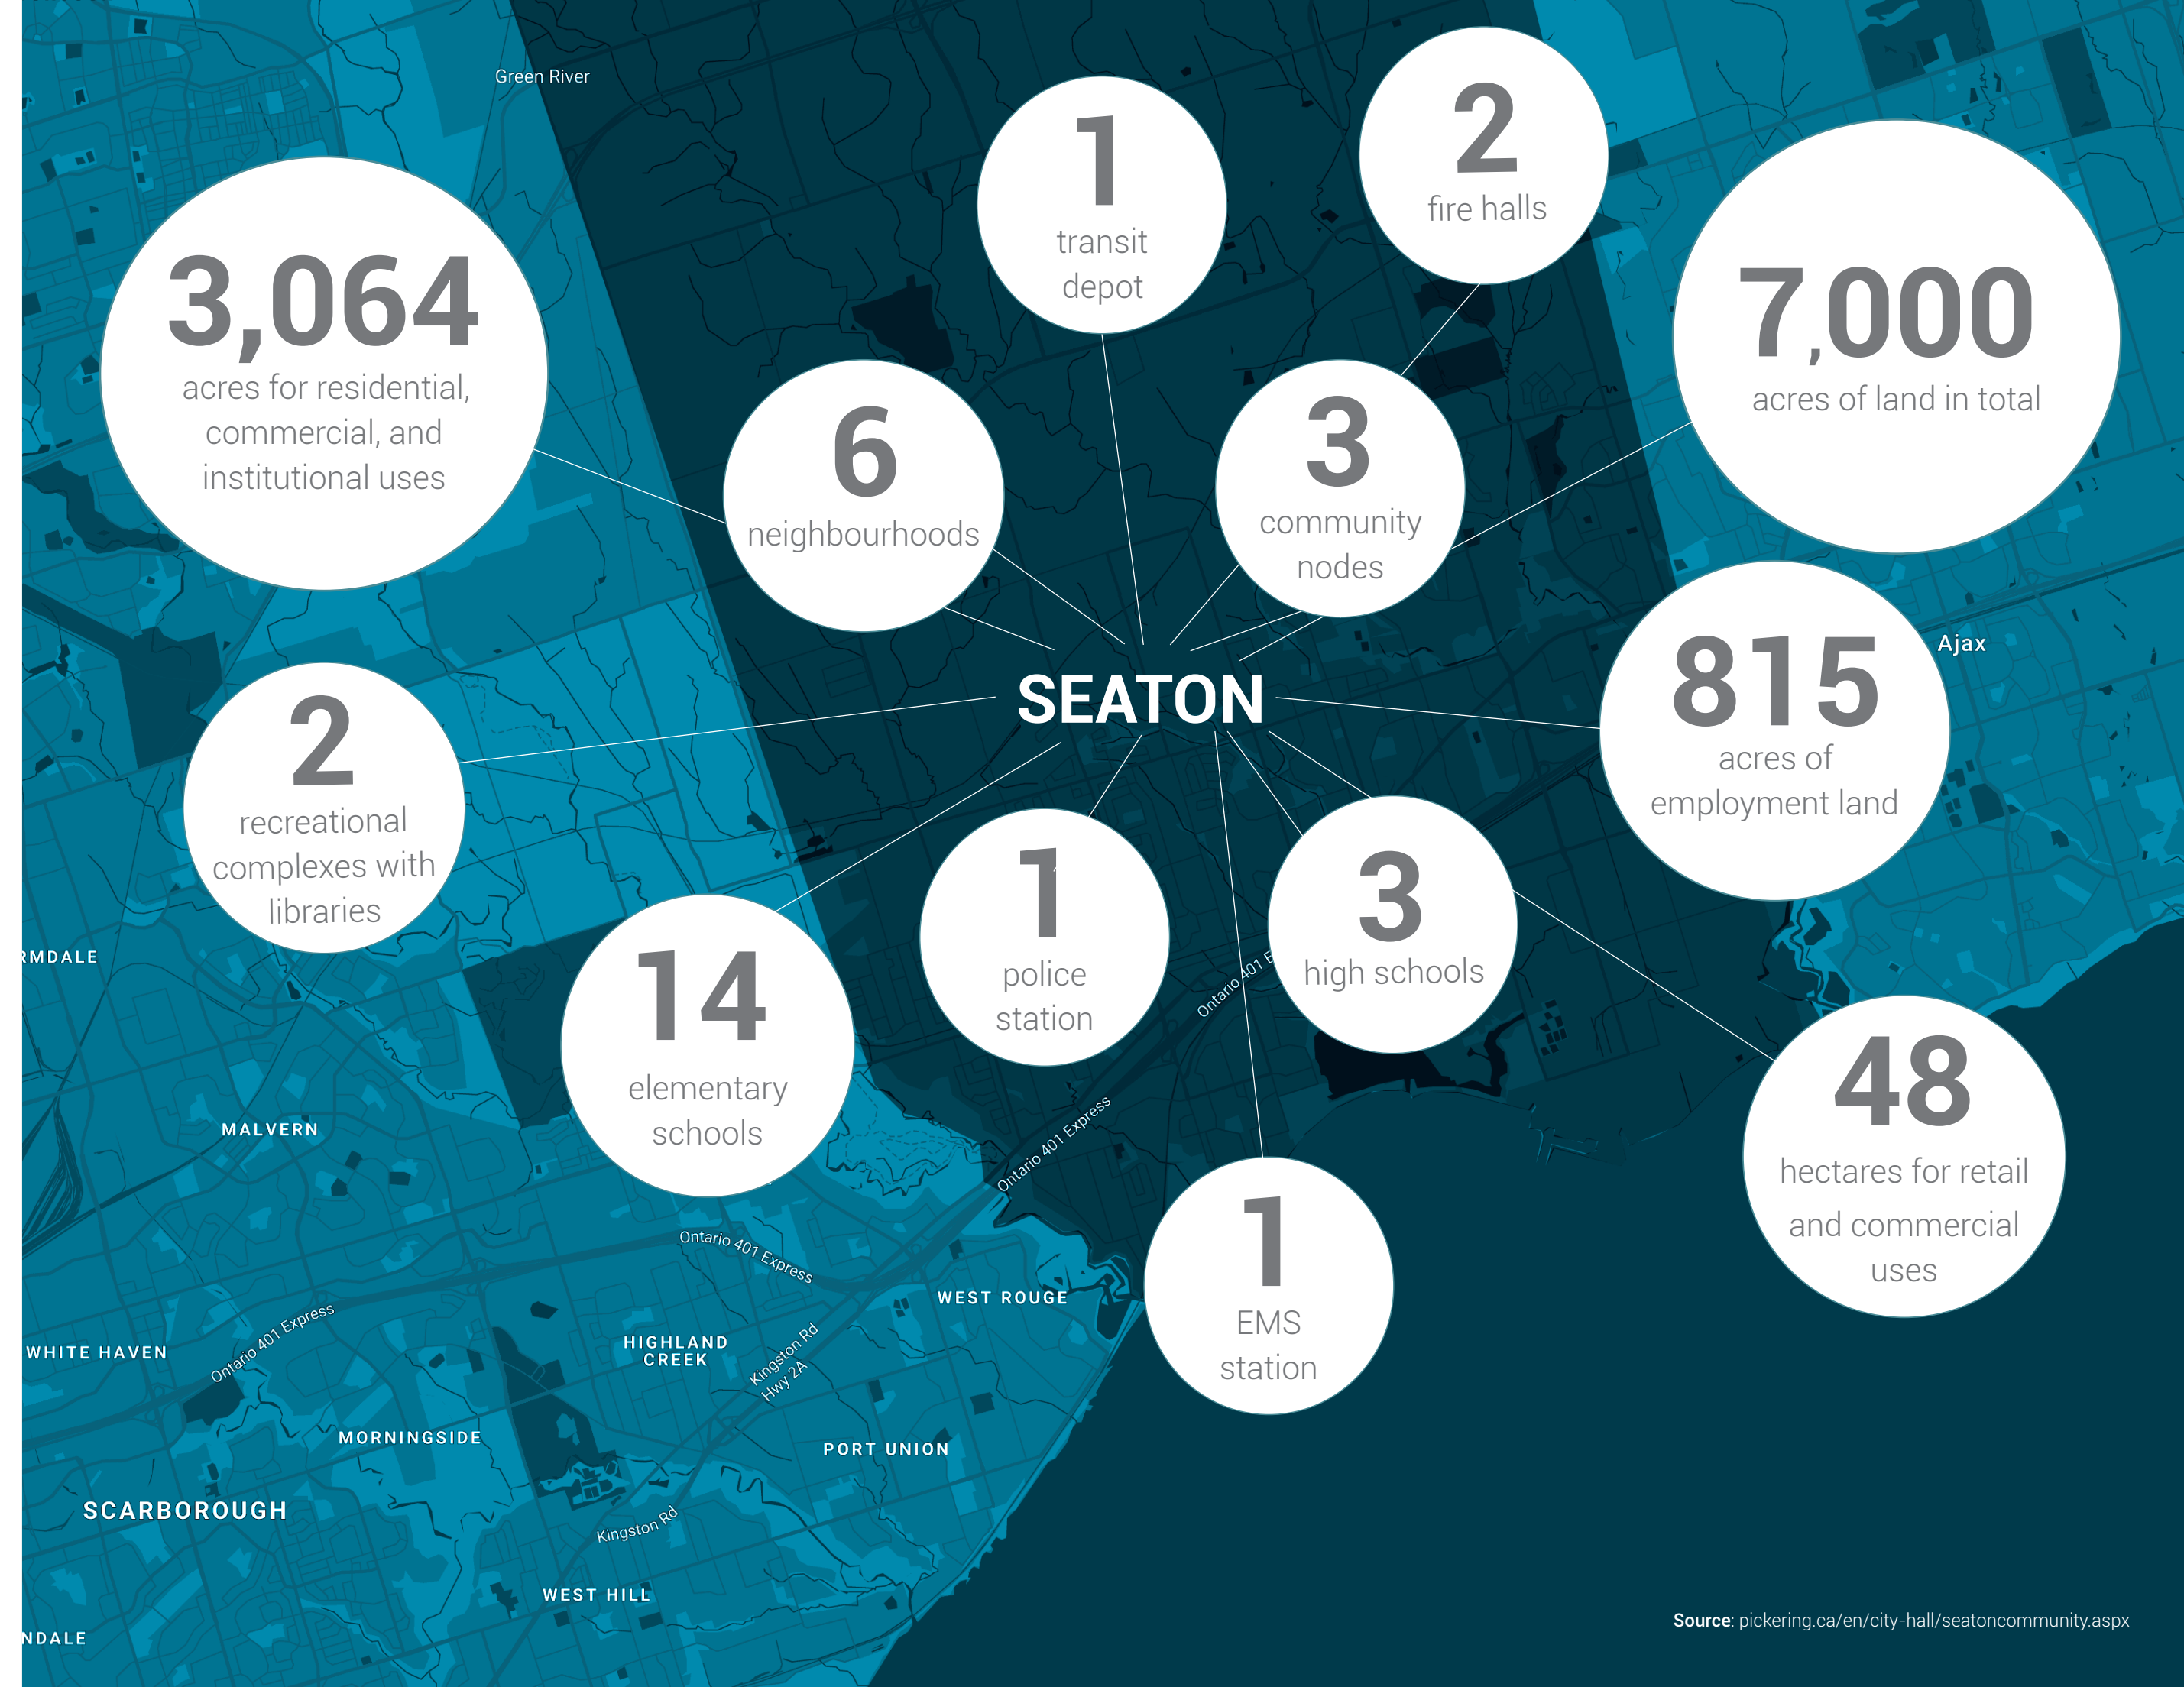 Green River
1
transit
depot
2
fire halls
3,064
acres for residential,
commercial, and
institutional uses
7,000
acres of land in total
6
neighbourhoods
3
community
nodes
SEATON
815
acres of
employment land
Ajax
2
recreational
complexes with
libraries
RMDALE
14
elementary
schools
1
police
station
3
high schools
Ontario 401 E
48
hectares for retail
and commercial
uses
MALVERN
Ontario 401 Express
1
EMS
station
Ontario 401 Express
WEST ROUGE
Ontario 401 Express
WHITE HAVEN
HIGHLAND
CREEK
Kingston Rd
Hwy 2A
MORNINGSIDE
PORT UNION
SCARBOROUGH
Kingston Rd
WEST HILL
NDALE
Source: pickering.ca/en/city-hall/seatoncommunity.aspx